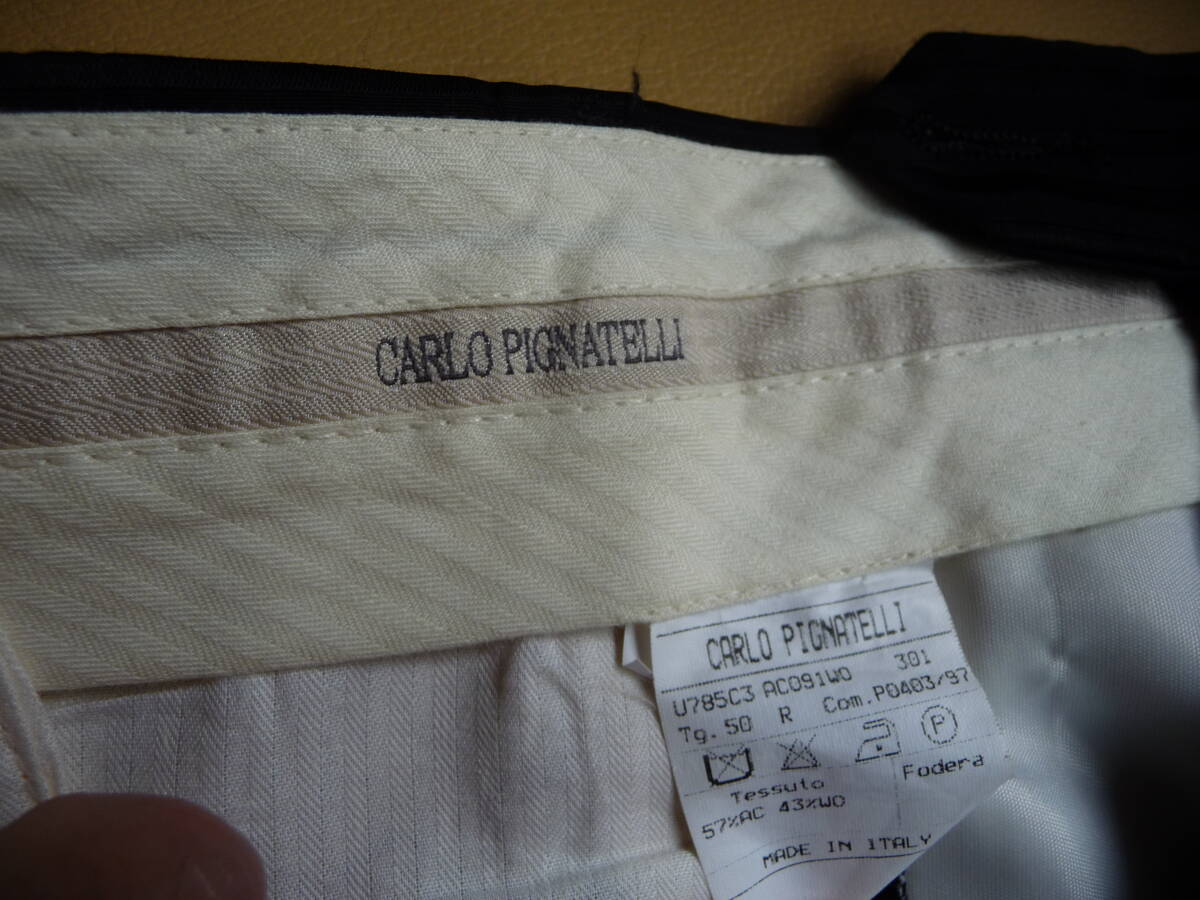 CARLO PIGNATELLI
CARLO PIGNATELLI
U785C3 AC091WO 301
Tg.50 R Com.P0403/97
P
Tessuto Fodera
57%AC 43%WO
MADE IN ITALY